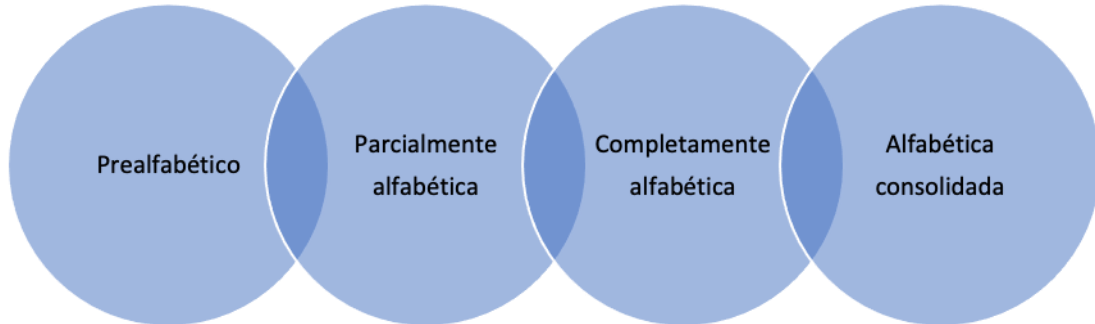 Prealfabético
Parcialmente
alfabética
Completamente
alfabética
Alfabética
consolidada